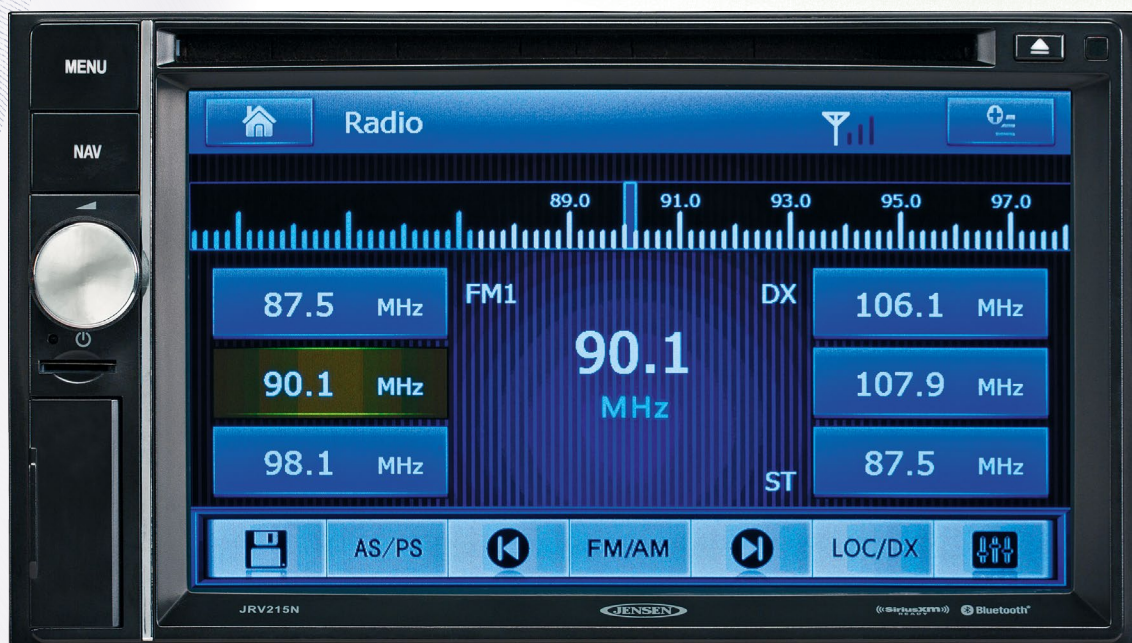 MENU
NAV
Radio
89.0 91.0 93.0 95.0 97.0
87.5 MHz
90.1 MHz
98.1 MHz
FM1
DX
90.1
MHz
ST
106.1 MHz
107.9 MHz
87.5 MHz
AS/PS
FM/AM
LOC/DX
JRV215N
JENSEN
((SiriusXM))
READY
Bluetooth®